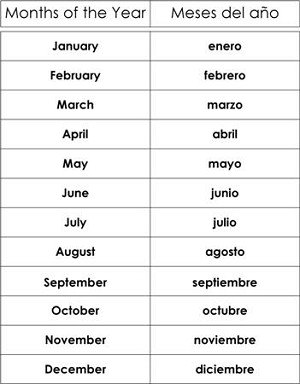 Months of the Year Meses del año
January enero
February febrero
March marzo
April abril
May mayo
June junio
July julio
August agosto
September septiembre
October octubre
November noviembre
December diciembre